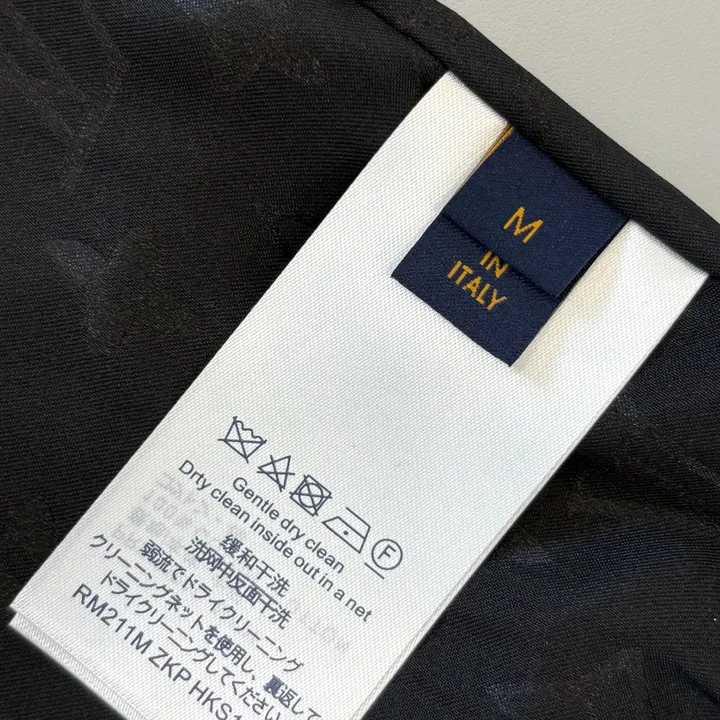 M
IN
ITALY
F
Gentle dry clean
Drty clean inside out in a net
缓和干洗
洗网中反面干洗
弱流でドライクリーニング
クリーニングネットを使用し、裏返して
ドライクリーニングしてください
RM211M ZKP HKS1